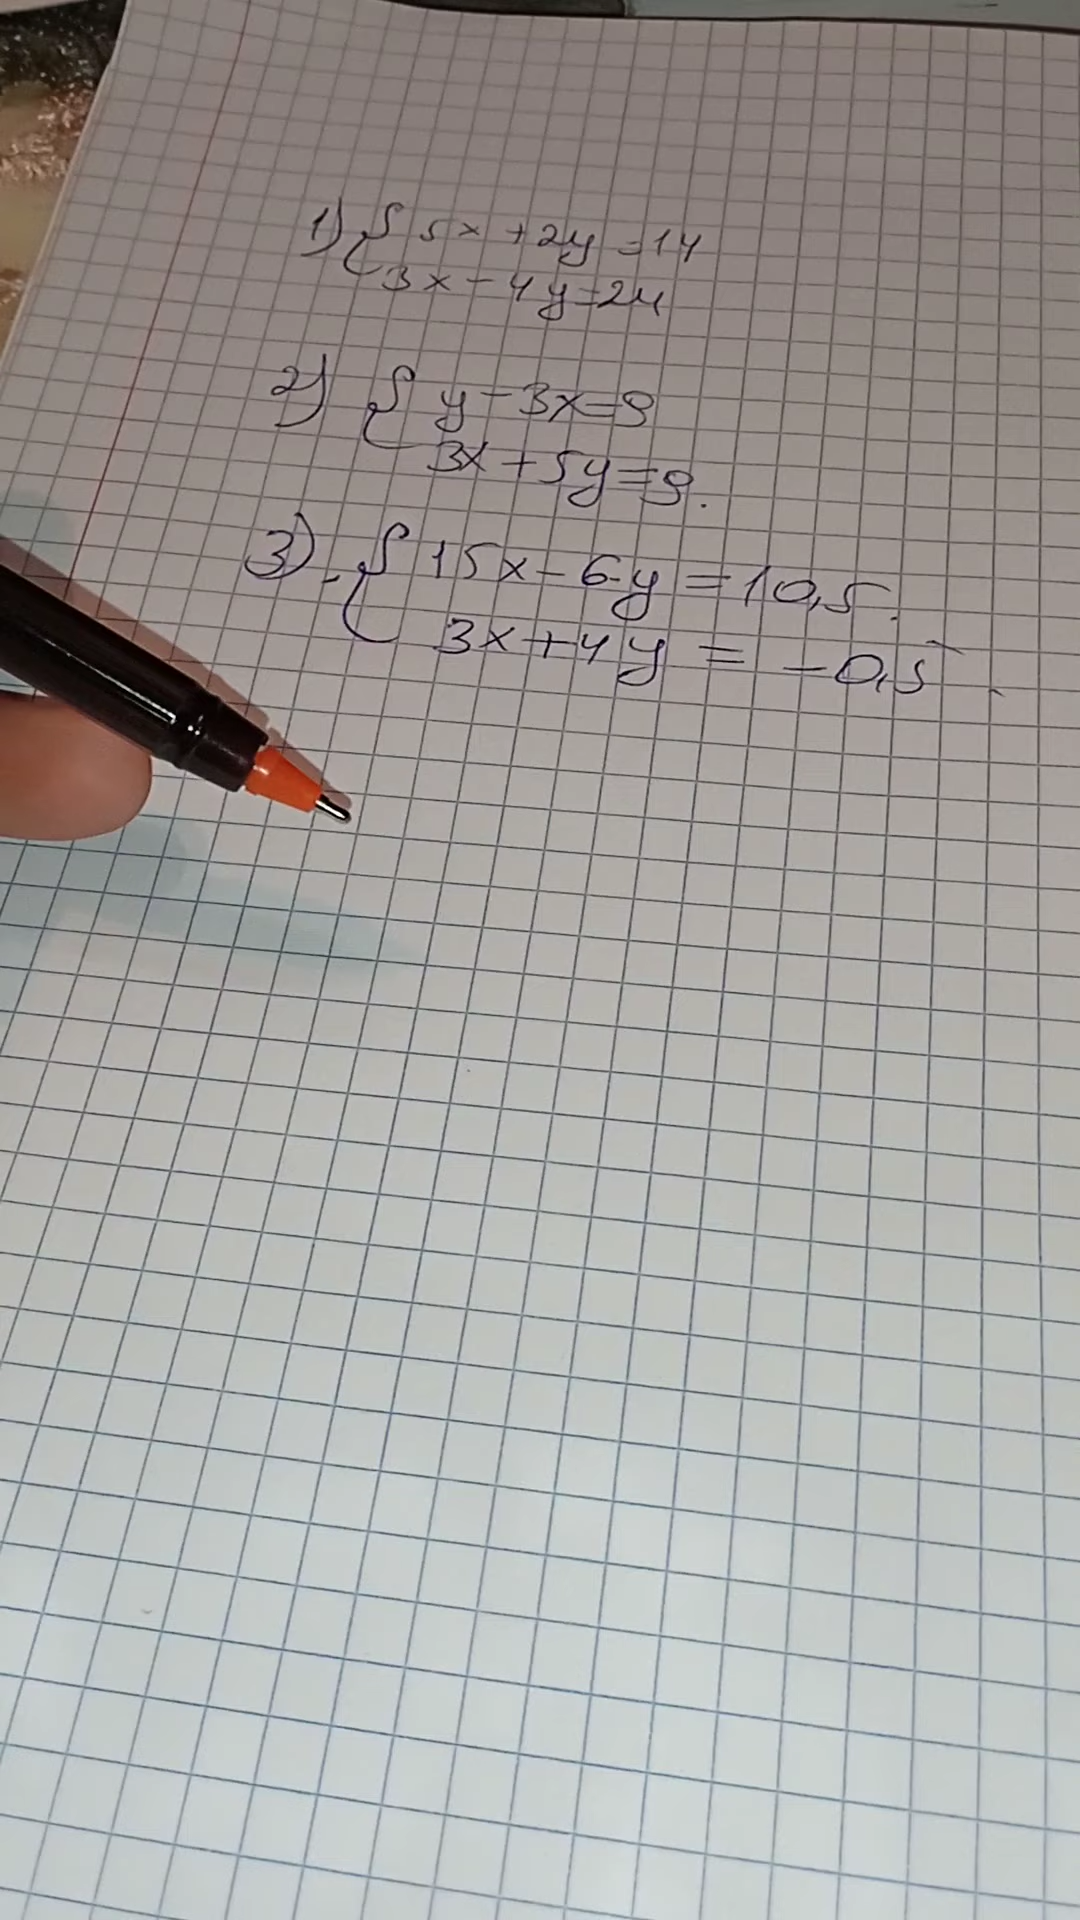 1) { 5x + 2y = 14
3x - 4y = 24
2) { y - 3x = 9
3x + 5y = 9.
3). { 15x - 6y = 10,5.
3x + 4y = -0,5.